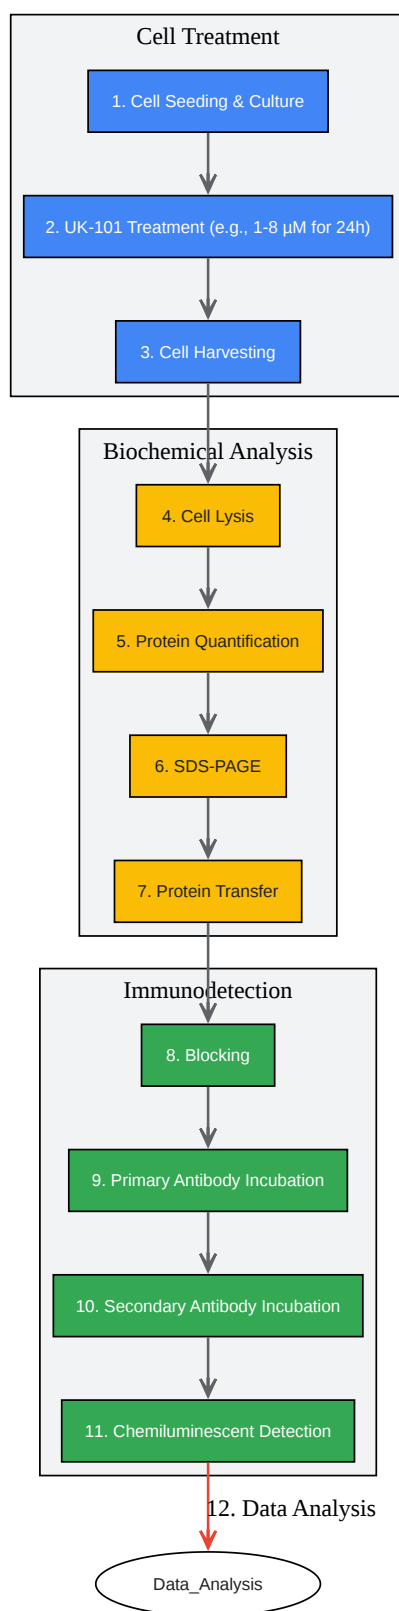 Cell Treatment
1. Cell Seeding & Culture
2. UK-101 Treatment (e.g., 1-8 µM for 24h)
3. Cell Harvesting
Biochemical Analysis
4. Cell Lysis
5. Protein Quantification
6. SDS-PAGE
7. Protein Transfer
Immunodetection
8. Blocking
9. Primary Antibody Incubation
10. Secondary Antibody Incubation
11. Chemiluminescent Detection
12. Data Analysis
Data_Analysis